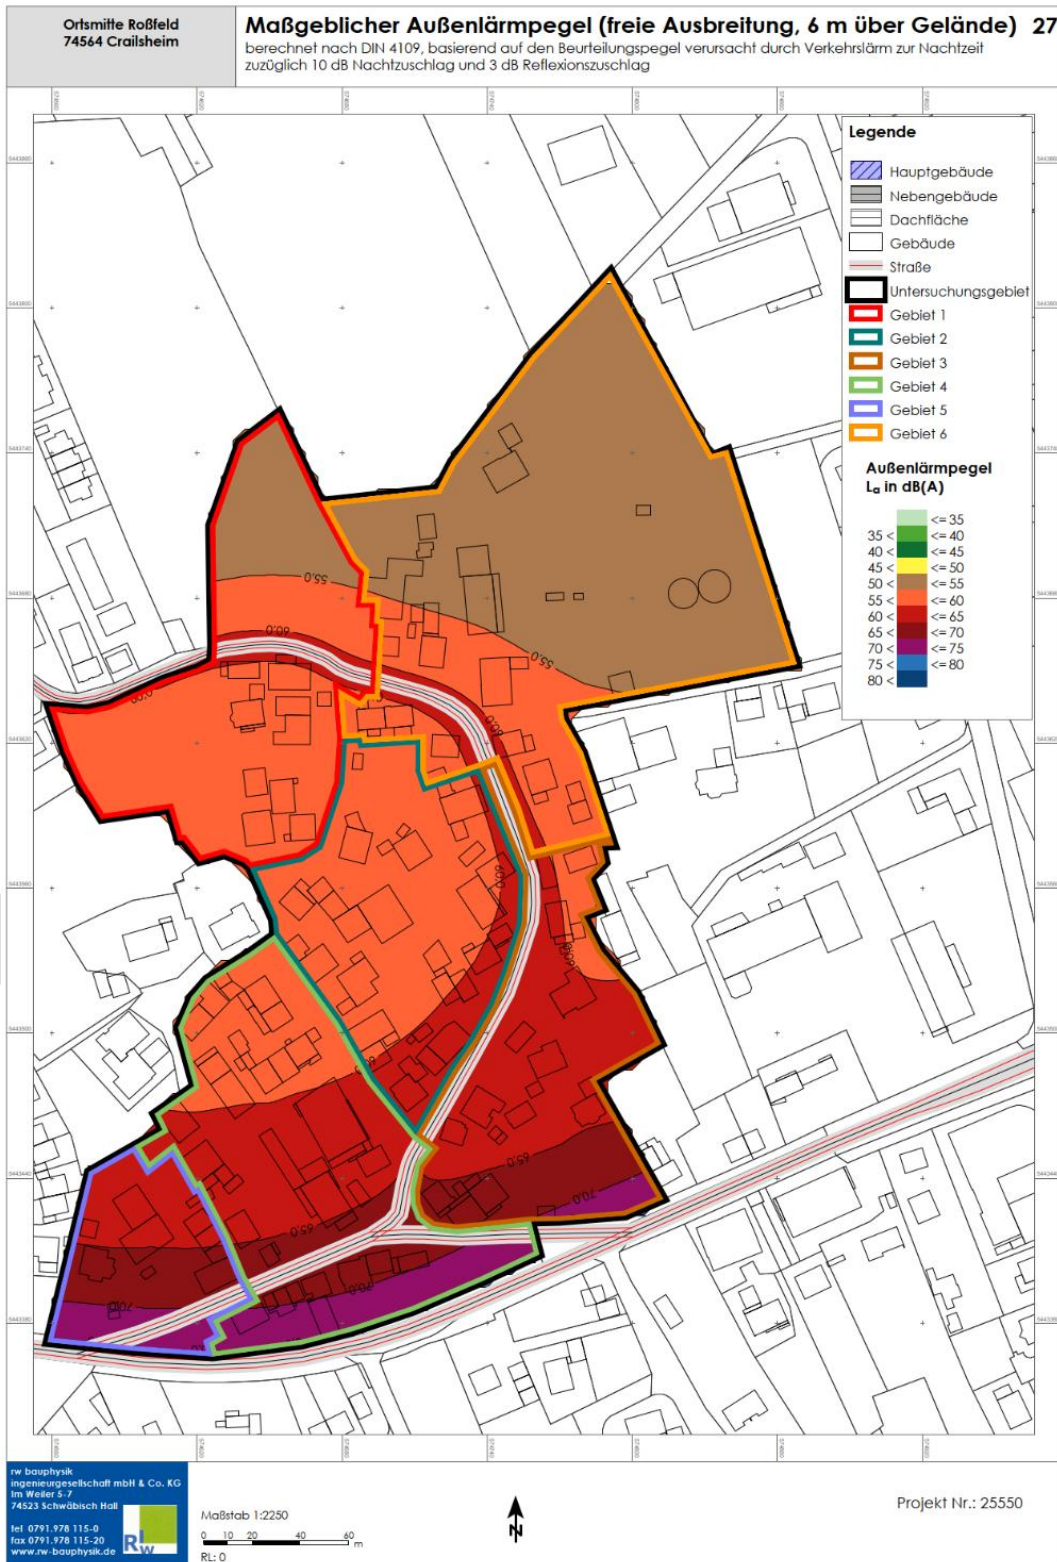 Ortsmitte Roßfeld
74564 Crailsheim
Maßgeblicher Außenlärmpegel (freie Ausbreitung, 6 m über Gelände) 27
berechnet nach DIN 4109, basierend auf den Beurteilungspegel verursacht durch Verkehrslärm zur Nachtzeit
zuzüglich 10 dB Nachtzuschlag und 3 dB Reflexionszuschlag
Legende
Hauptgebäude
Nebengebäude
Dachfläche
Gebäude
Straße
Untersuchungsgebiet
Gebiet 1
Gebiet 2
Gebiet 3
Gebiet 4
Gebiet 5
Gebiet 6
Außenlärmpegel
Lₐ in dB(A)
<= 35
35 < <= 40
40 < <= 45
45 < <= 50
50 < <= 55
55 < <= 60
60 < <= 65
65 < <= 70
70 < <= 75
75 < <= 80
80 <
55.0
60.0
55.0
60.0
60.0
65.0
70.0
65.0
70.0
70.0
rw bauphysik
ingenieurgesellschaft mbH & Co. KG
Im Weiler 5-7
74523 Schwäbisch Hall
tel 0791.978 115-0
fax 0791.978 115-20
www.rw-bauphysik.de
RIW
Maßstab 1:2250
0 10 20 40 60
m
RL: 0
N
Projekt Nr.: 25550